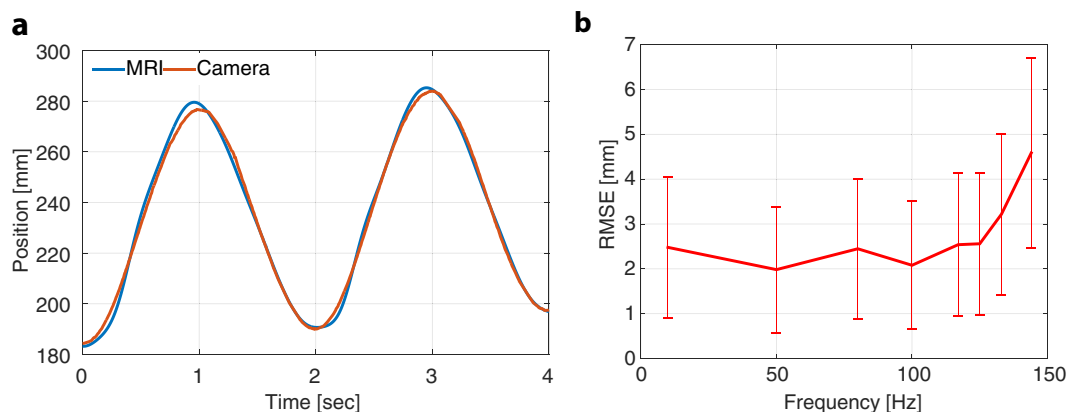 a
MRI Camera
Position [mm]
300
280
260
240
220
200
180
0 1 2 3 4
Time [sec]
b
RMSE [mm]
7
6
5
4
3
2
1
0
0 50 100 150
Frequency [Hz]